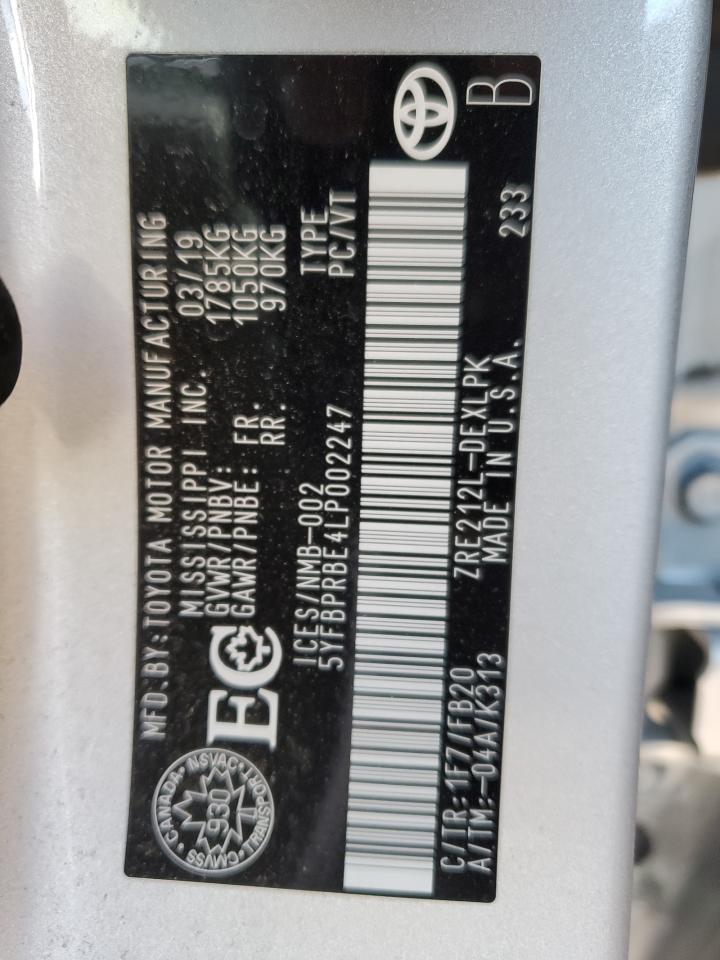 MFD.BY:TOYOTA MOTOR MANUFACTURING
MISSISSIPPI INC. 03/19
GVWR/PNBV: 1785KG
GAWR/PNBE: FR. 1050KG
RR. 970KG
CANADA • NSVAC • TRANSPORT • CMVSS •
930
EC
ICES/NMB-002 TYPE
5YFBPRBE4LP002247 PC/VT
C/TR:1F7/FB20 ZRE212L-DEXLPK B
A/TM:-04A/K313 MADE IN U.S.A. 233